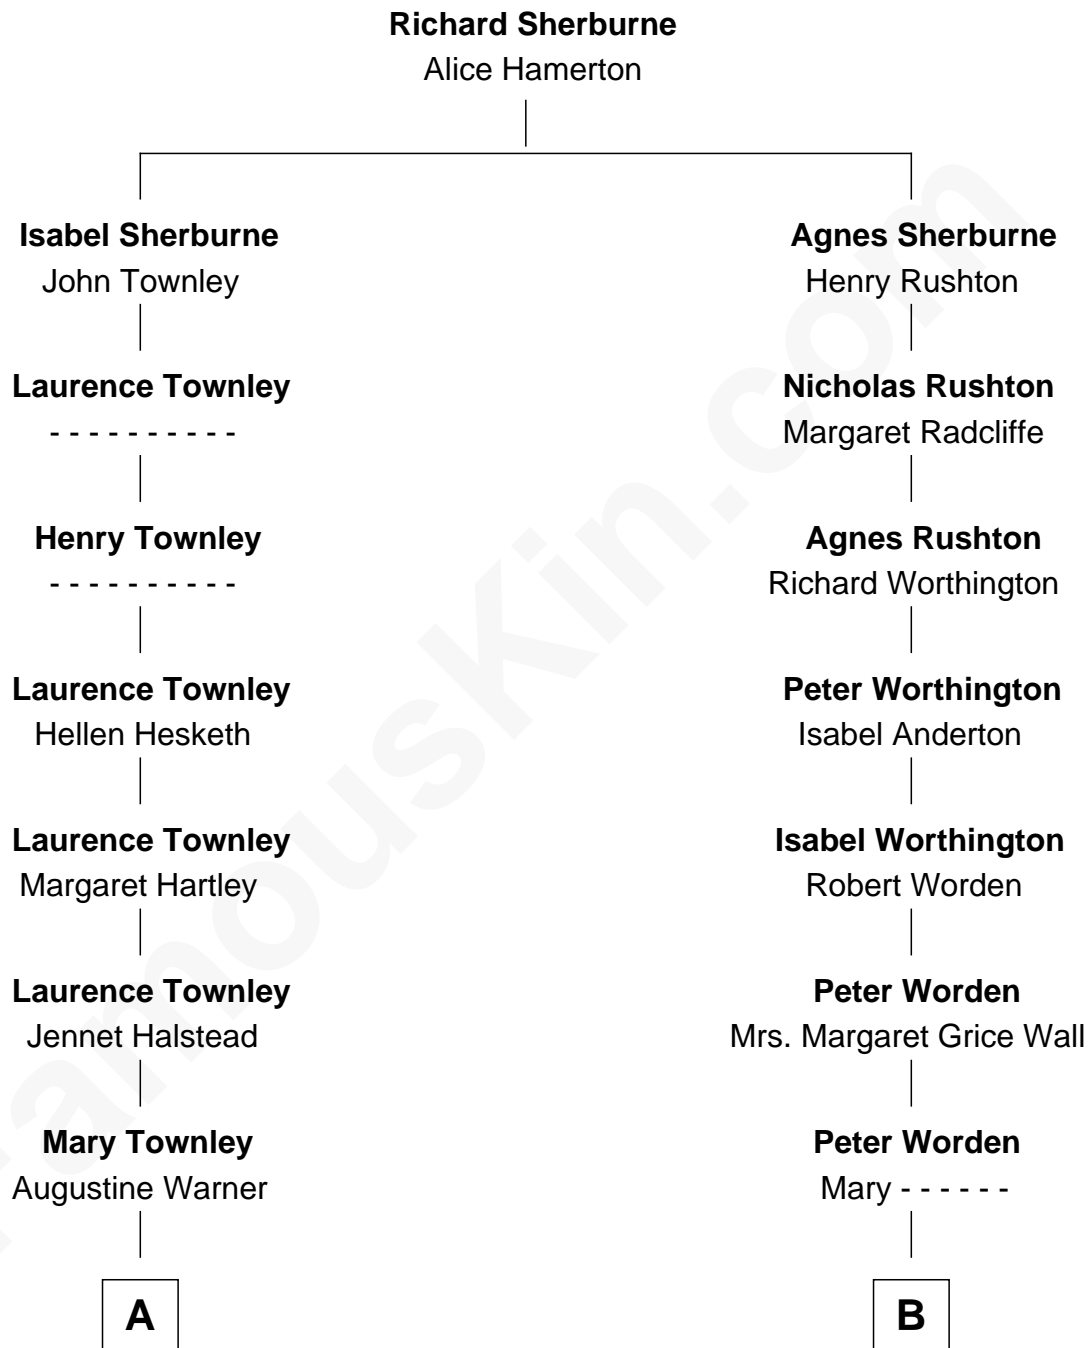 Richard Sherburne
Alice Hamerton
Isabel Sherburne
John Townley
Agnes Sherburne
Henry Rushton
Laurence Townley
- - - - - - - - - -
Nicholas Rushton
Margaret Radcliffe
Henry Townley
- - - - - - - - - -
Agnes Rushton
Richard Worthington
Laurence Townley
Hellen Hesketh
Peter Worthington
Isabel Anderton
Laurence Townley
Margaret Hartley
Isabel Worthington
Robert Worden
Laurence Townley
Jennet Halstead
Peter Worden
Mrs. Margaret Grice Wall
Mary Townley
Augustine Warner
Peter Worden
Mary - - - - - -
A
B
FamousKin.com